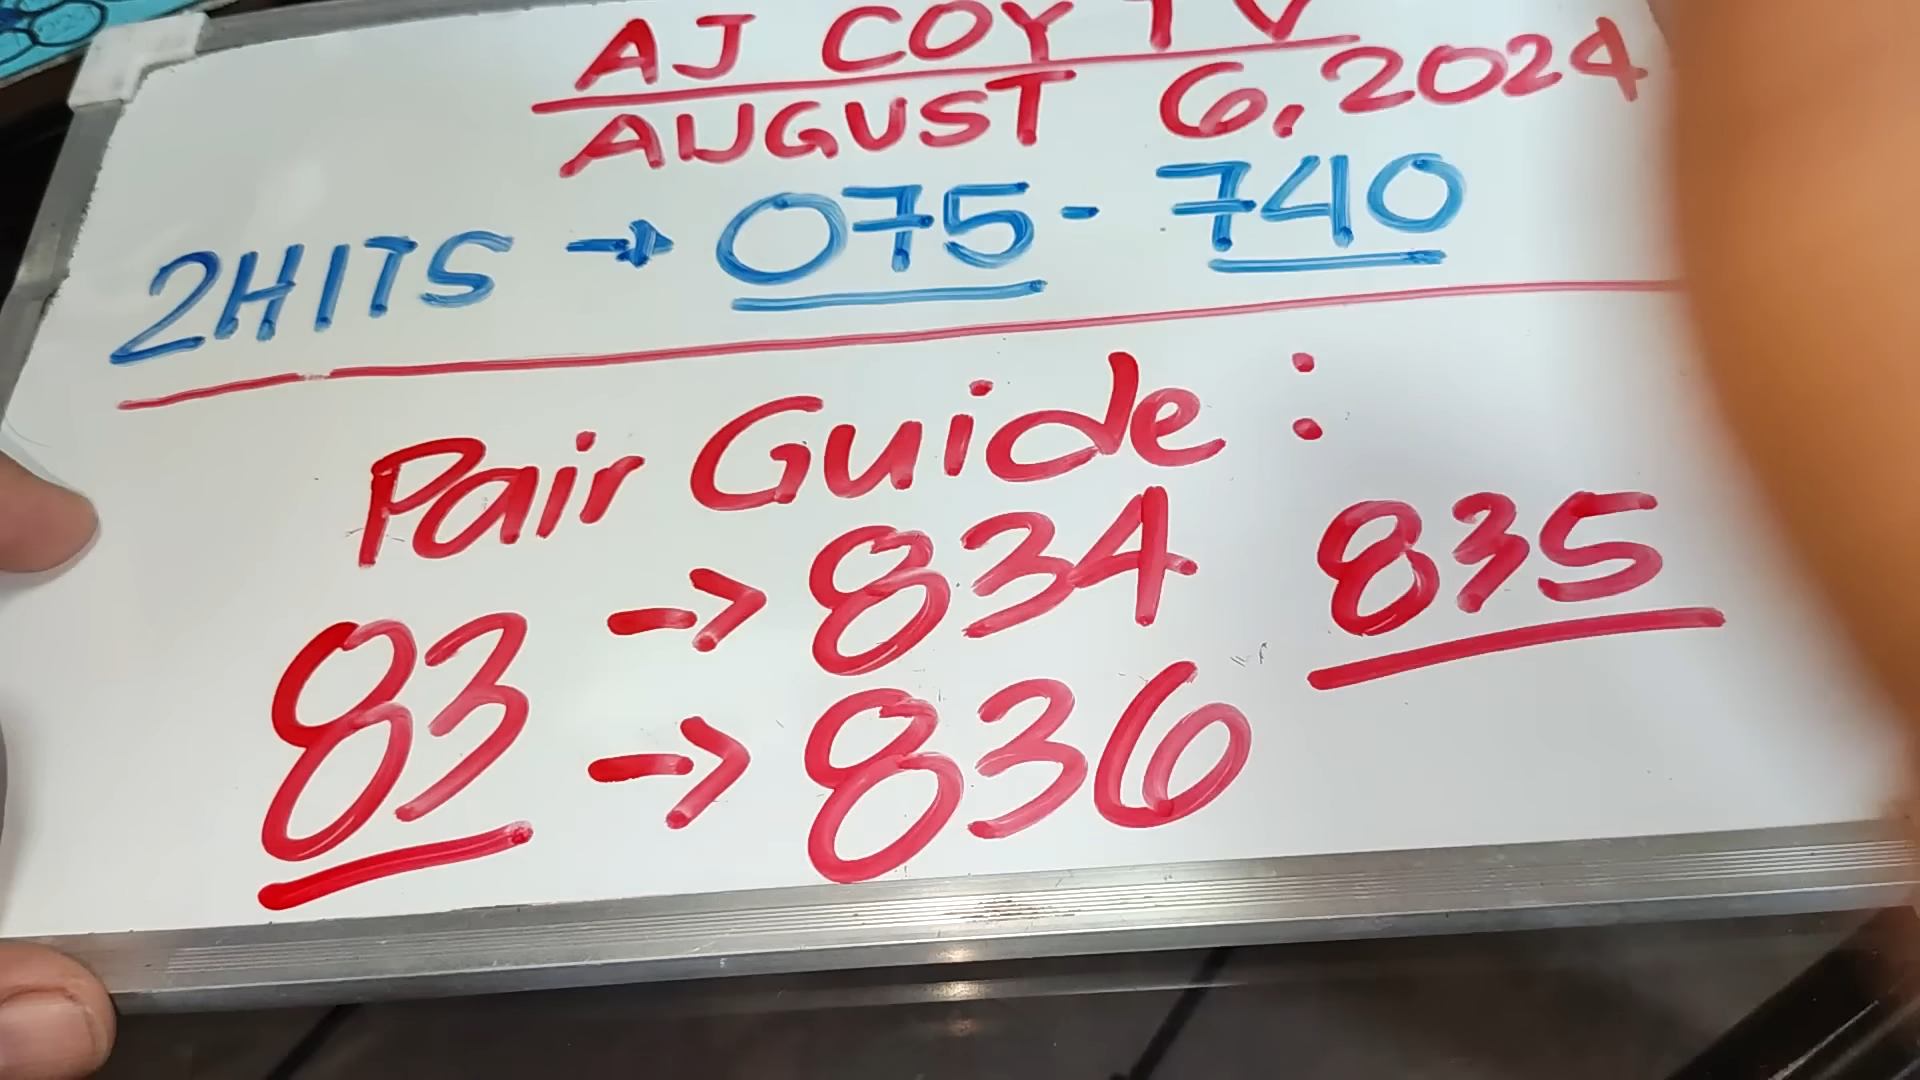 AJ COY TV
AUGUST 6, 2024
2HITS → 075 - 740
Pair Guide :
83 → 834 835
→ 836